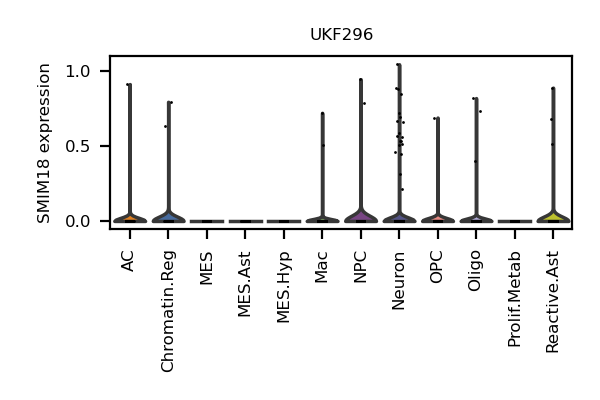 UKF296
SMIM18 expression
1.0
0.5
0.0
AC
Chromatin.Reg
MES
MES.Ast
MES.Hyp
Mac
NPC
Neuron
OPC
Oligo
Prolif.Metab
Reactive.Ast